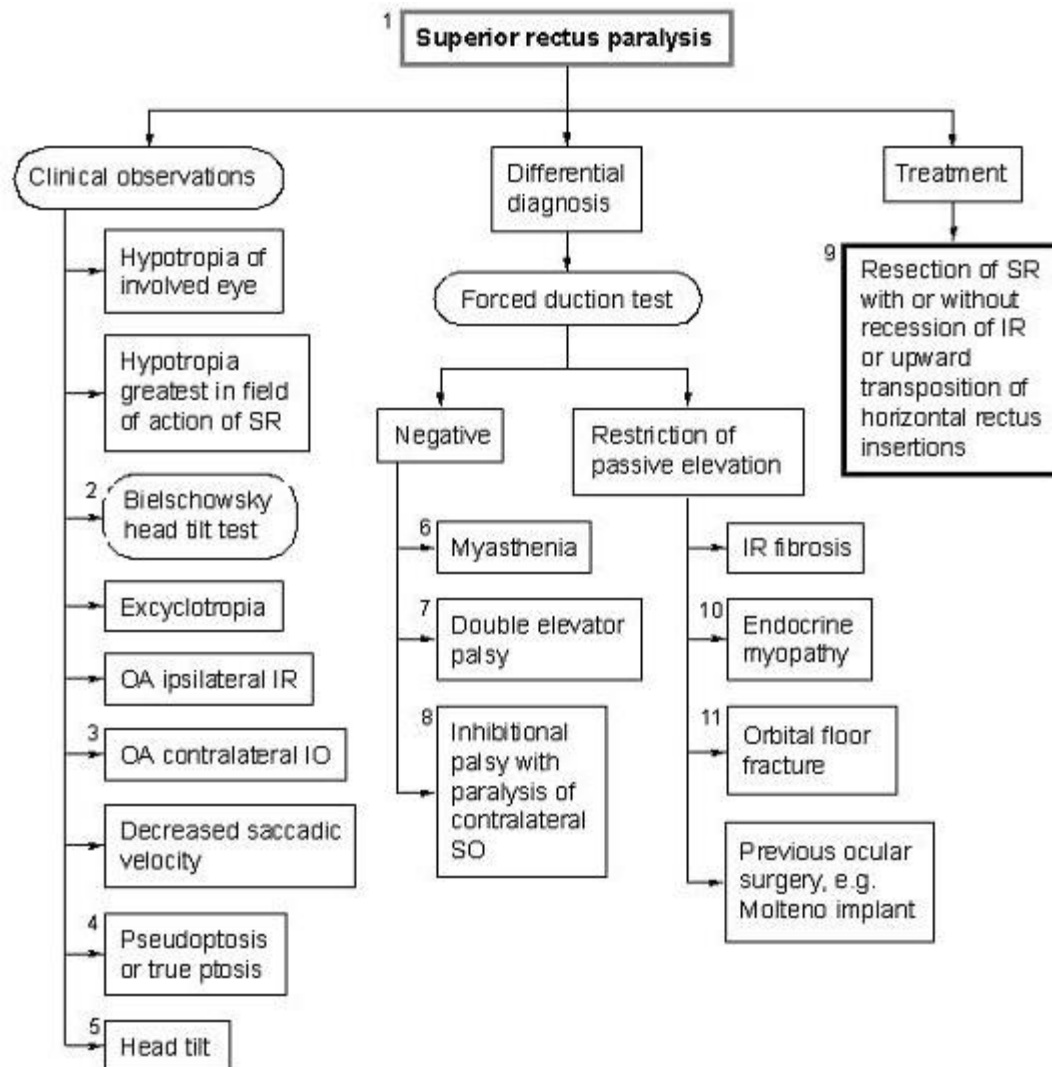 1
Superior rectus paralysis
Clinical observations
Hypotropia of
involved eye
Hypotropia
greatest in field
of action of SR
2
Bielschowsky
head tilt test
Excyclotropia
OA ipsilateral IR
3
OA contralateral IO
Decreased saccadic
velocity
4
Pseudoptosis
or true ptosis
5
Head tilt
Differential
diagnosis
Forced duction test
Negative
6
Myasthenia
7
Double elevator
palsy
8
Inhibitional
palsy with
paralysis of
contralateral
SO
Restriction of
passive elevation
IR fibrosis
10
Endocrine
myopathy
11
Orbital floor
fracture
Previous ocular
surgery, e.g.
Molteno implant
Treatment
9
Resection of SR
with or without
recession of IR
or upward
transposition of
horizontal rectus
insertions